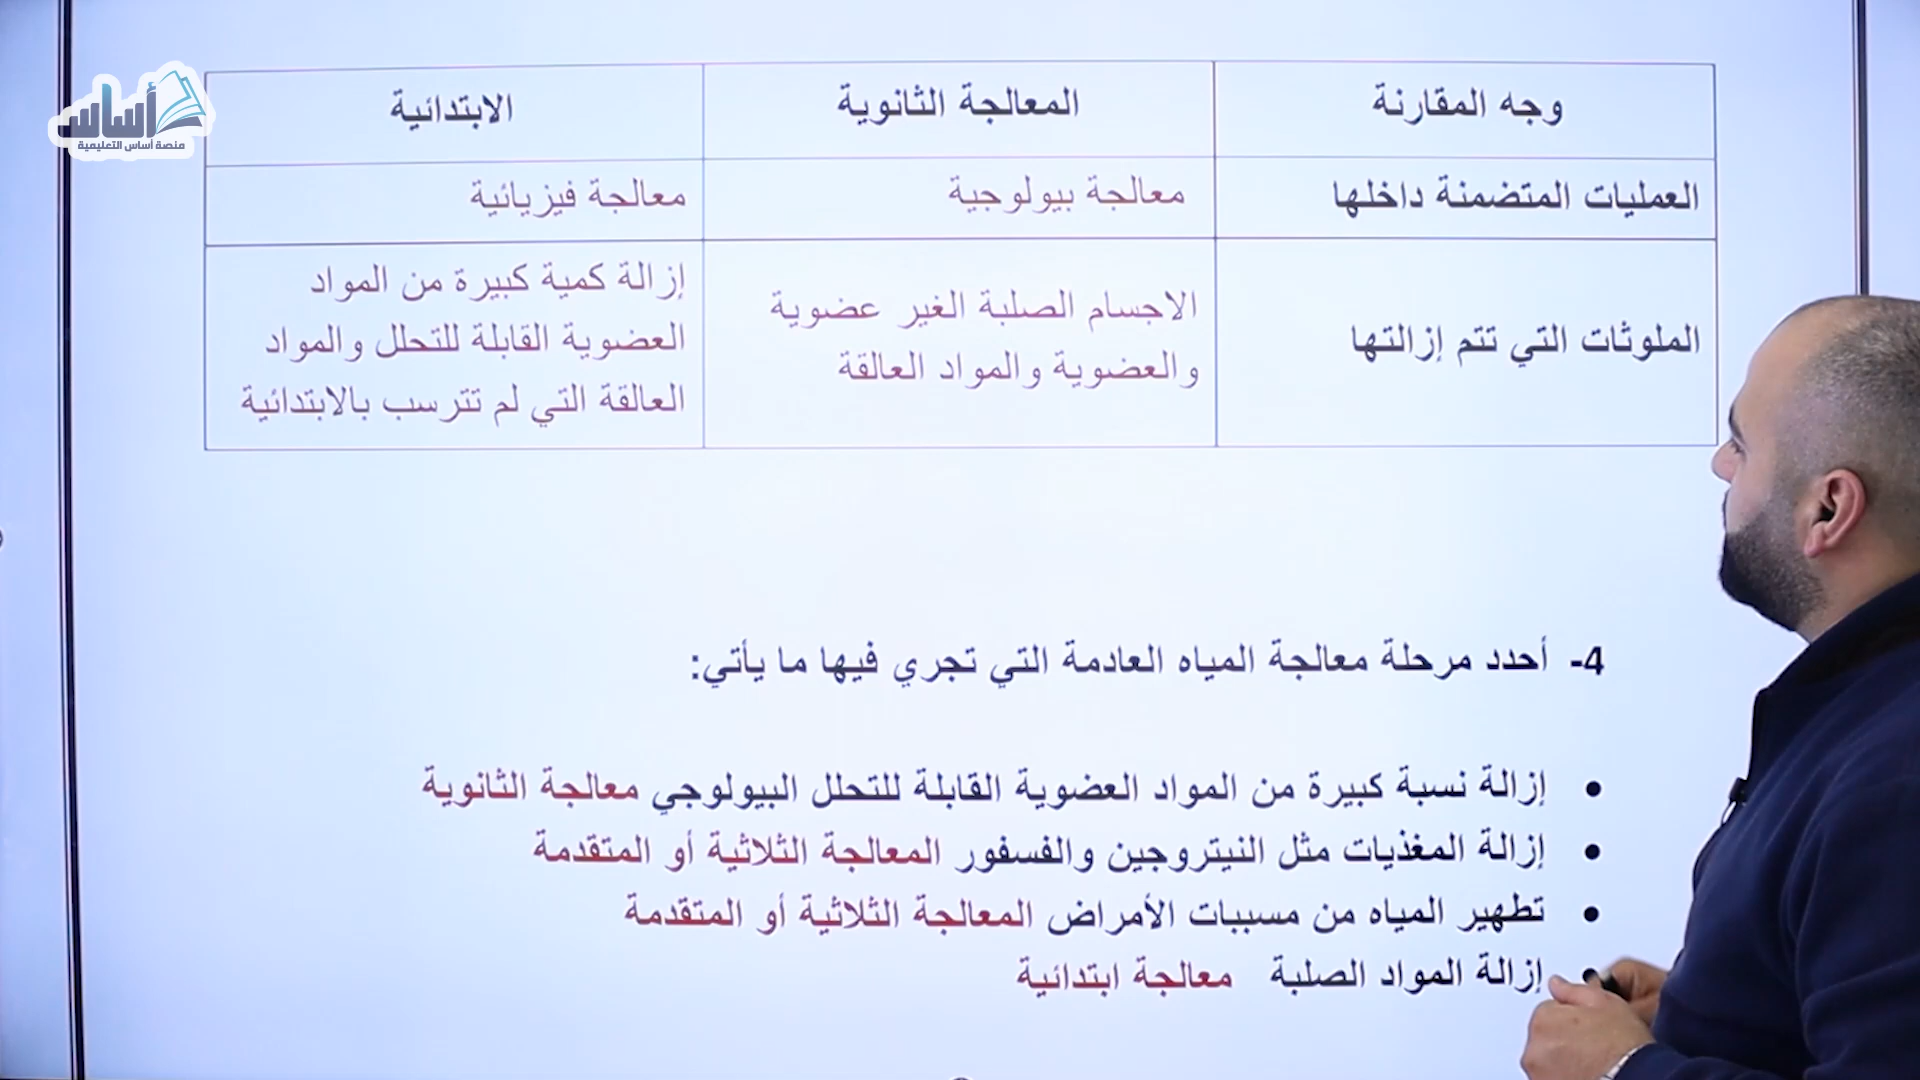 أساس
منصة أساس التعليمية
وجه المقارنة
المعالجة الثانوية
الابتدائية
العمليات المتضمنة داخلها
معالجة بيولوجية
معالجة فيزيائية
الملوثات التي تتم إزالتها
الاجسام الصلبة الغير عضوية
والعضوية والمواد العالقة
إزالة كمية كبيرة من المواد
العضوية القابلة للتحلل والمواد
العالقة التي لم تترسب بالابتدائية
4- أحدد مرحلة معالجة المياه العادمة التي تجري فيها ما يأتي:
• إزالة نسبة كبيرة من المواد العضوية القابلة للتحلل البيولوجي معالجة الثانوية
• إزالة المغذيات مثل النيتروجين والفسفور المعالجة الثلاثية أو المتقدمة
• تطهير المياه من مسببات الأمراض المعالجة الثلاثية أو المتقدمة
• إزالة المواد الصلبة معالجة ابتدائية